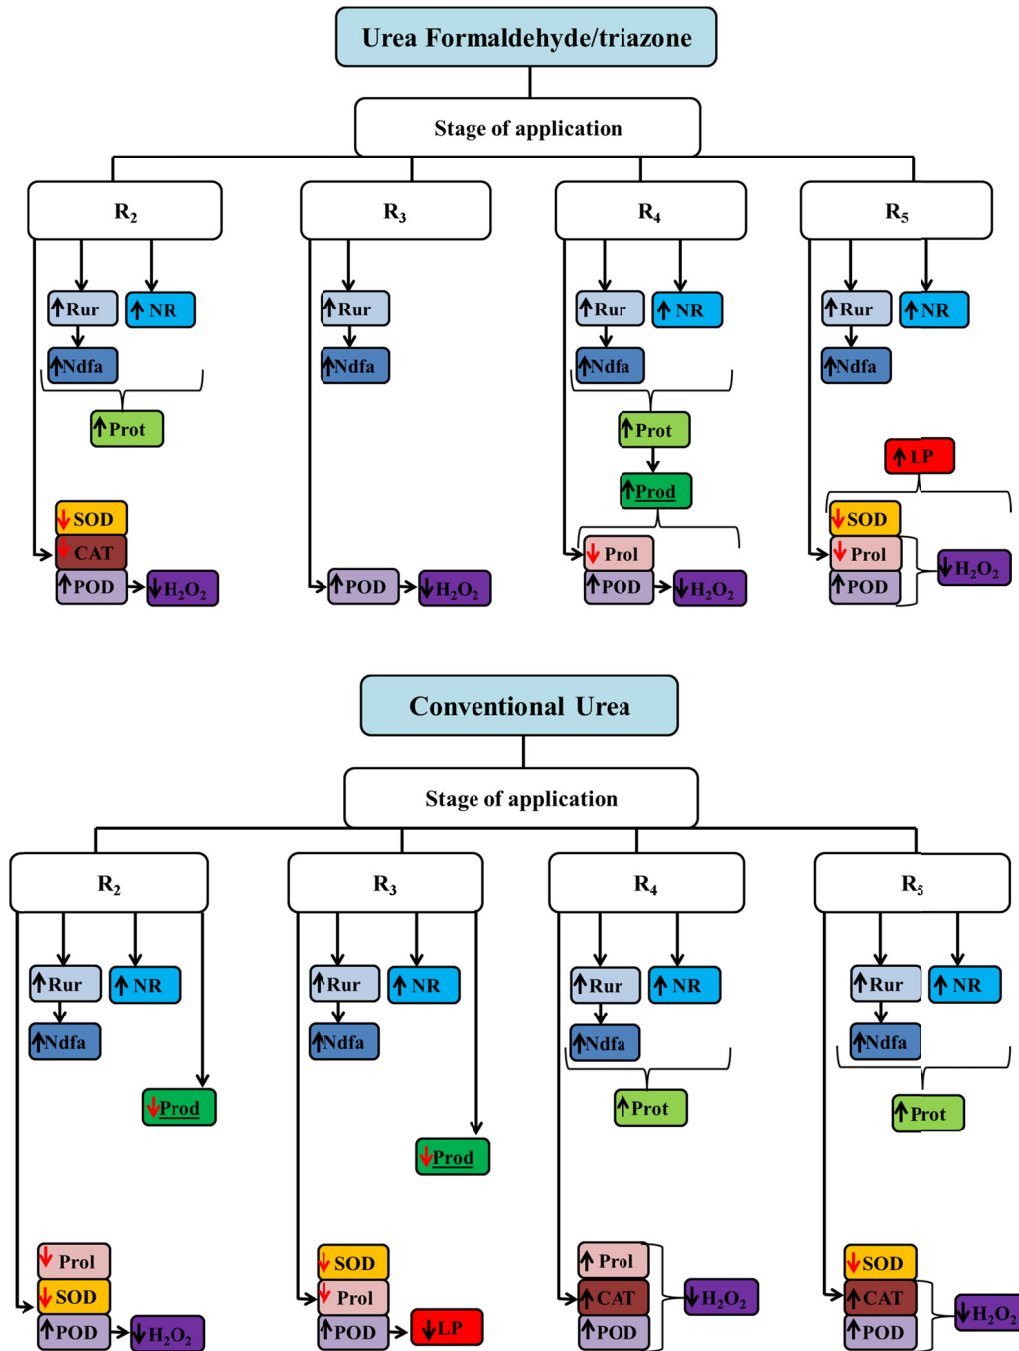 Urea Formaldehyde/triazone
Stage of application
R₂ R₃ R₄ R₅
↑Rur ↑NR ↑Rur ↑Rur ↑NR ↑Rur ↑NR
↑Ndfa ↑Ndfa ↑Ndfa ↑Ndfa
↑Prot ↑Prot
↑LP
↑Prod
↓SOD ↓SOD
↓CAT ↓Prol ↓Prol
↑POD ↓H₂O₂ ↑POD ↓H₂O₂ ↑POD ↓H₂O₂ ↑POD ↓H₂O₂
Conventional Urea
Stage of application
R₂ R₃ R₄ R₅
↑Rur ↑NR ↑Rur ↑NR ↑Rur ↑NR ↑Rur ↑NR
↑Ndfa ↑Ndfa ↑Ndfa ↑Ndfa
↓Prod ↑Prot ↑Prot
↓Prod
↓Prol ↓SOD ↑Prol ↓SOD
↓SOD ↓Prol ↑CAT ↓H₂O₂ ↑CAT ↓H₂O₂
↑POD ↓H₂O₂ ↑POD ↓LP ↑POD ↑POD